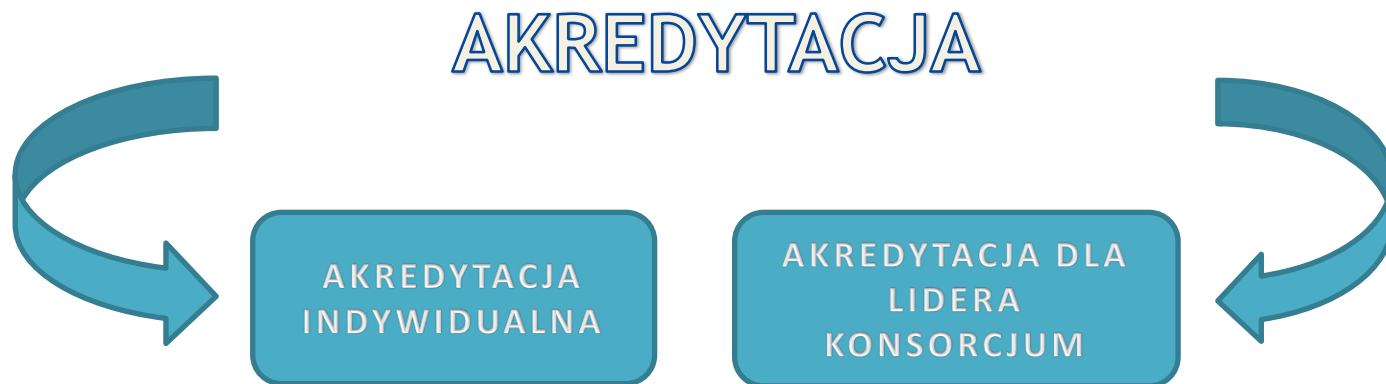 AKREDYTACJA
AKREDYTACJA
INDYWIDUALNA
AKREDYTACJA DLA
LIDERA
KONSORCJUM